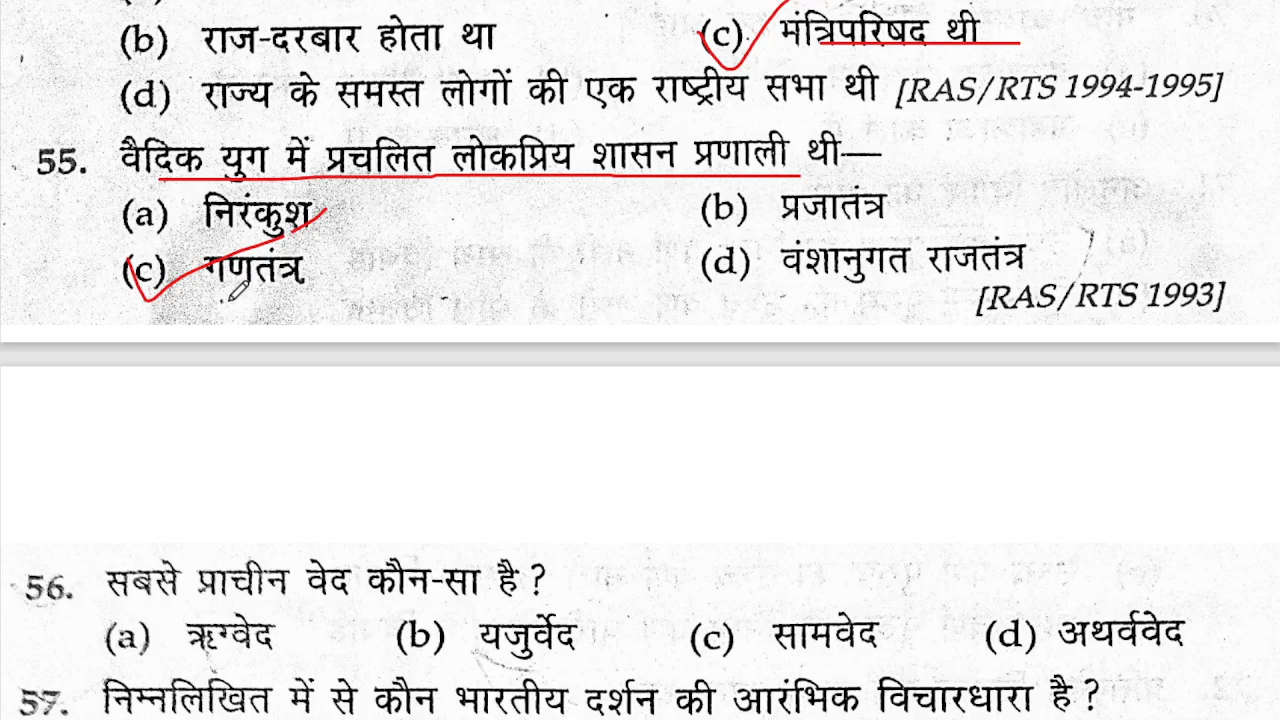 (b) राज-दरबार होता था (c) मंत्रिपरिषद थी
(d) राज्य के समस्त लोगों की एक राष्ट्रीय सभा थी [RAS/RTS 1994-1995]
55. वैदिक युग में प्रचलित लोकप्रिय शासन प्रणाली थी—
(a) निरंकुश (b) प्रजातंत्र
(c) गणतंत्र (d) वंशानुगत राजतंत्र
[RAS/RTS 1993]
56. सबसे प्राचीन वेद कौन-सा है ?
(a) ऋग्वेद (b) यजुर्वेद (c) सामवेद (d) अथर्ववेद
57. निम्नलिखित में से कौन भारतीय दर्शन की आरंभिक विचारधारा है ?